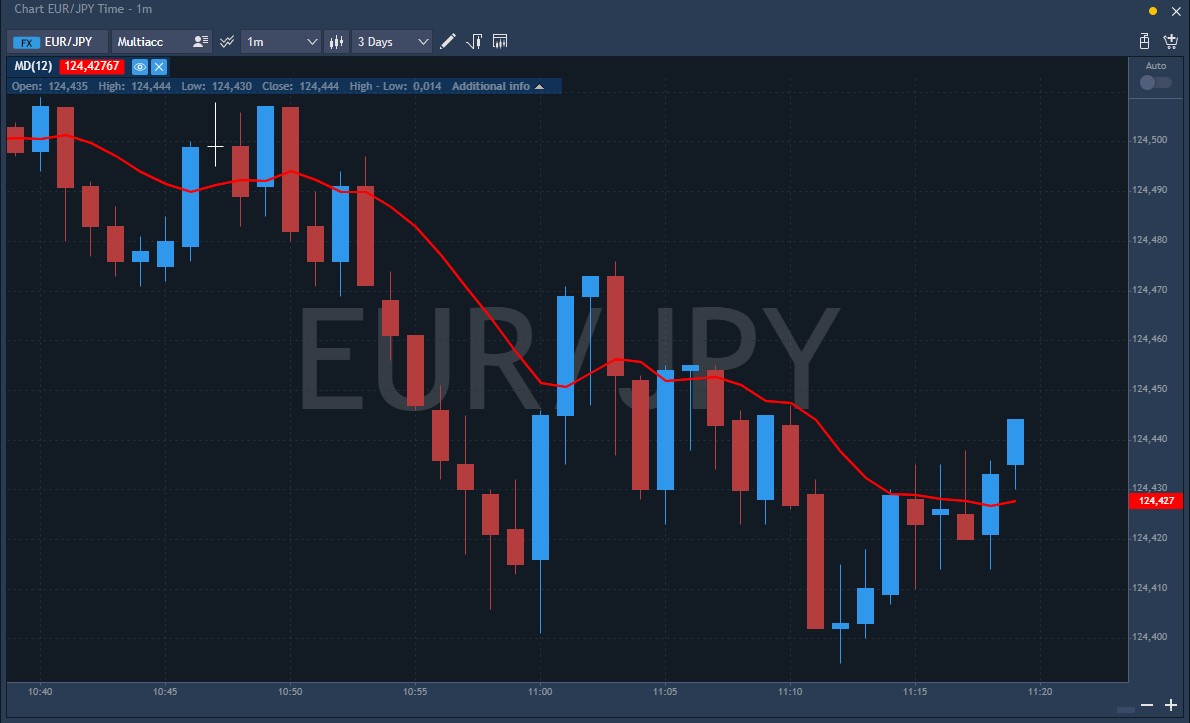 Chart EUR/JPY Time - 1m
FX EUR/JPY Multiacc 1m 3 Days
MD(12) 124,42767
Auto
Open: 124,435 High: 124,444 Low: 124,430 Close: 124,444 High - Low: 0,014 Additional info
124,500
124,490
124,480
124,470
EUR/JPY
124,460
124,450
124,440
124,430
124,427
124,420
124,410
124,400
10:40 10:45 10:50 10:55 11:00 11:05 11:10 11:15 11:20